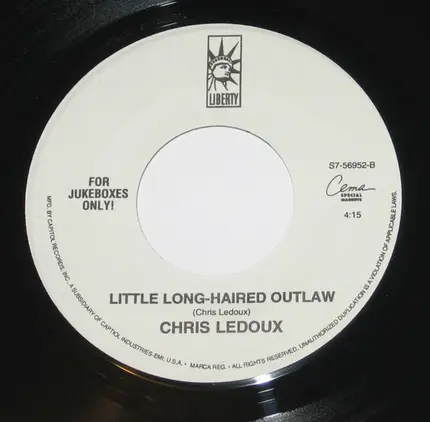 LIBERTY
S7-56952-B
FOR
JUKEBOXES
ONLY!
Cema
SPECIAL
MARKETS
4:15
LITTLE LONG-HAIRED OUTLAW
(Chris Ledoux)
CHRIS LEDOUX
MFD. BY CAPITOL RECORDS, INC., A SUBSIDIARY OF CAPITOL INDUSTRIES-EMI, U.S.A. • MARCA REG. • ALL RIGHTS RESERVED. UNAUTHORIZED DUPLICATION IS A VIOLATION OF APPLICABLE LAWS.